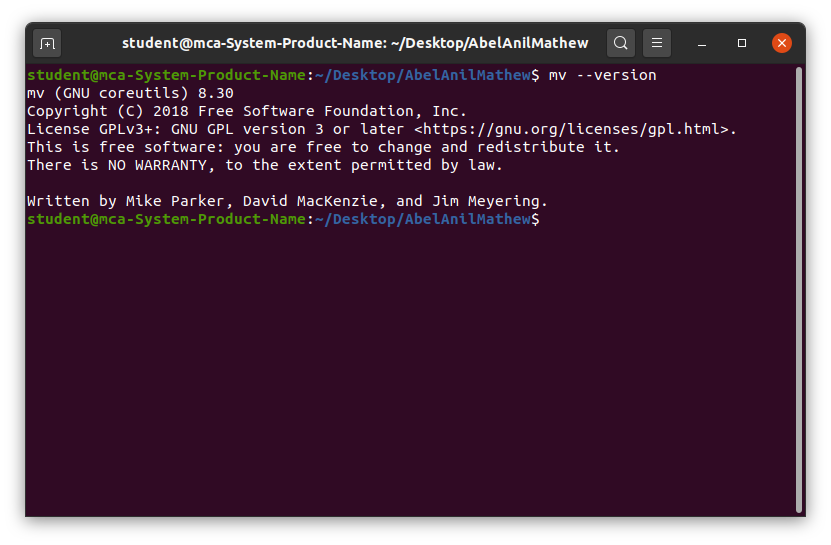 student@mca-System-Product-Name: ~/Desktop/AbelAnilMathew
student@mca-System-Product-Name:~/Desktop/AbelAnilMathew$ mv --version
mv (GNU coreutils) 8.30
Copyright (C) 2018 Free Software Foundation, Inc.
License GPLv3+: GNU GPL version 3 or later <https://gnu.org/licenses/gpl.html>.
This is free software: you are free to change and redistribute it.
There is NO WARRANTY, to the extent permitted by law.

Written by Mike Parker, David MacKenzie, and Jim Meyering.
student@mca-System-Product-Name:~/Desktop/AbelAnilMathew$